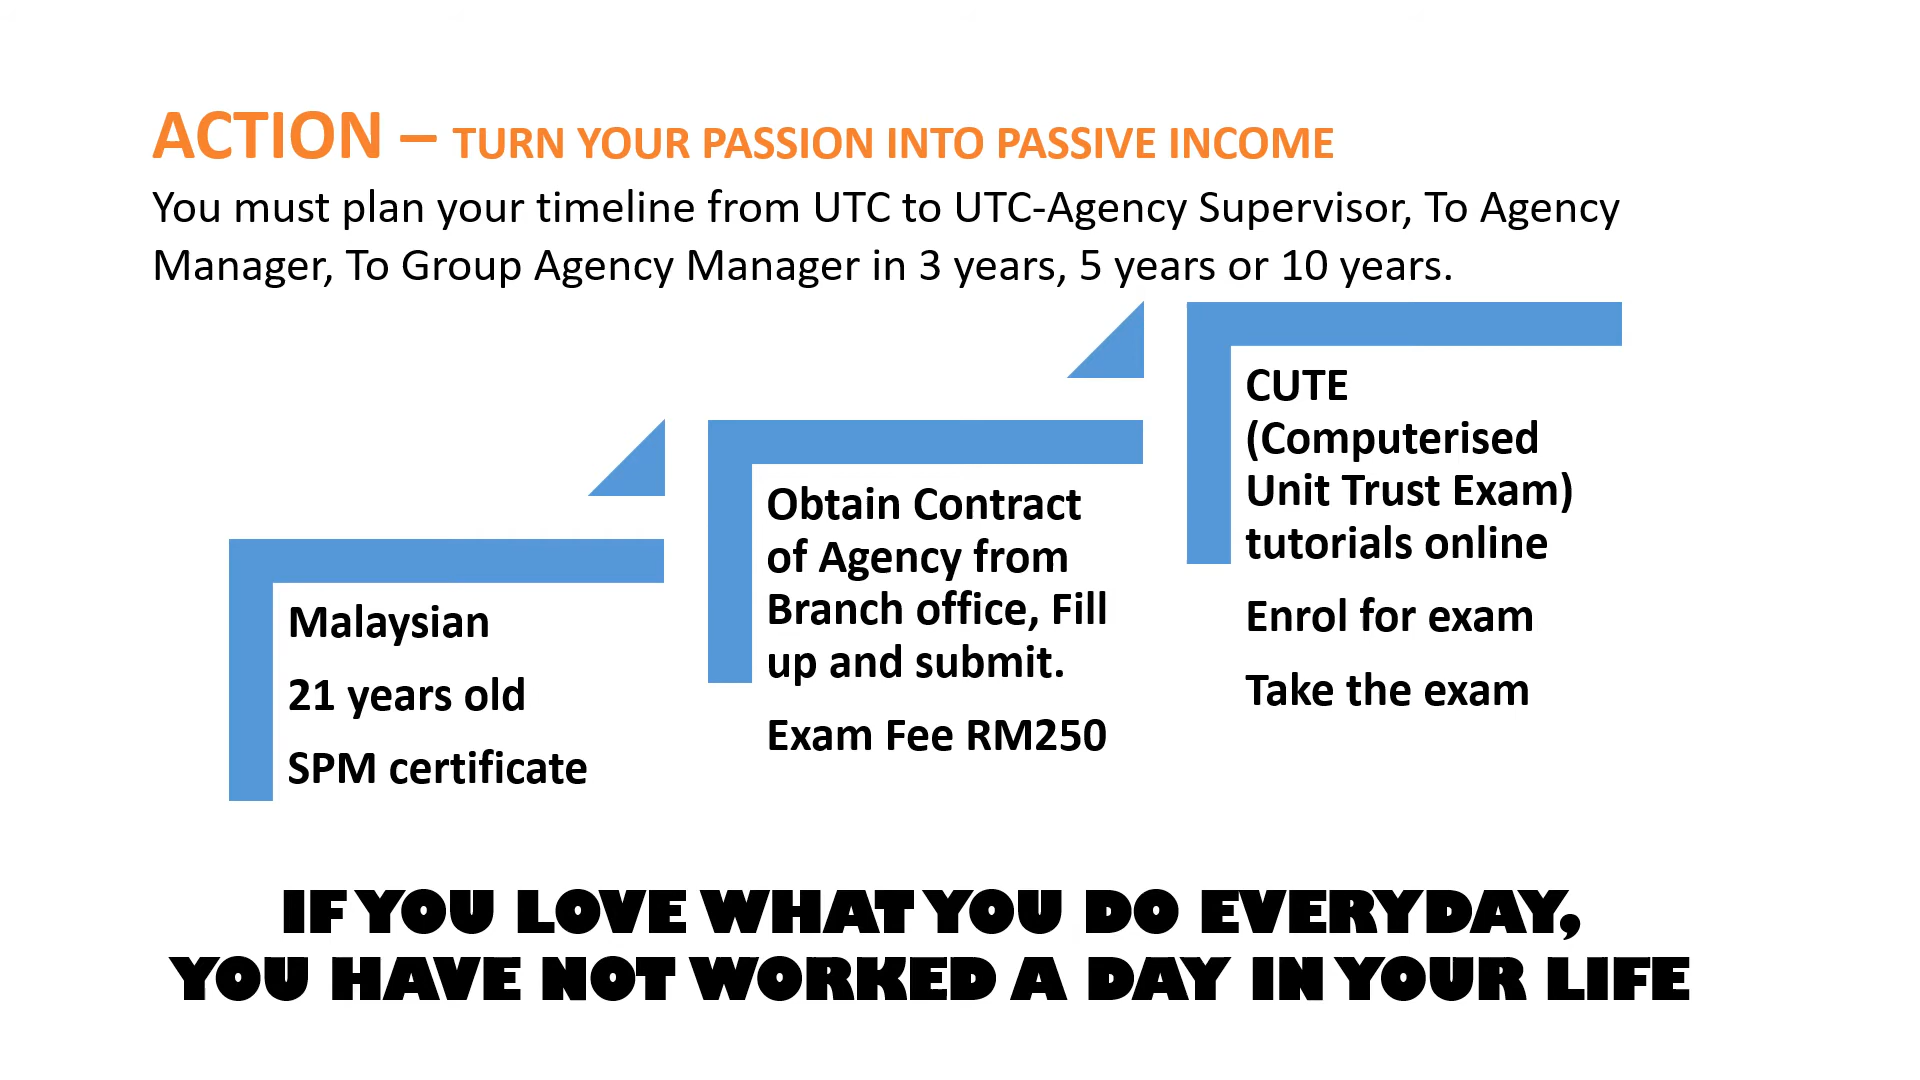 ACTION – TURN YOUR PASSION INTO PASSIVE INCOME
You must plan your timeline from UTC to UTC-Agency Supervisor, To Agency
Manager, To Group Agency Manager in 3 years, 5 years or 10 years.
Malaysian
21 years old
SPM certificate
Obtain Contract
of Agency from
Branch office, Fill
up and submit.
Exam Fee RM250
CUTE
(Computerised
Unit Trust Exam)
tutorials online
Enrol for exam
Take the exam
IF YOU LOVE WHAT YOU DO EVERYDAY,
YOU HAVE NOT WORKED A DAY IN YOUR LIFE